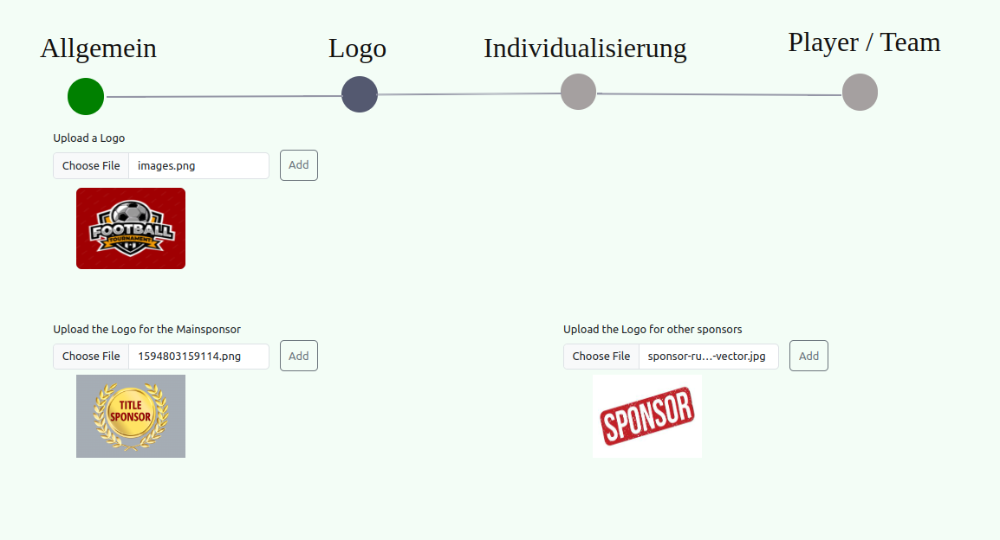 Allgemein
Logo
Individualisierung
Player / Team
Upload a Logo
Choose File images.png Add
FOOTBALL
TOURNAMENT
Upload the Logo for the Mainsponsor
Choose File 1594803159114.png Add
TITLE
SPONSOR
Upload the Logo for other sponsors
Choose File sponsor-ru...-vector.jpg Add
SPONSOR